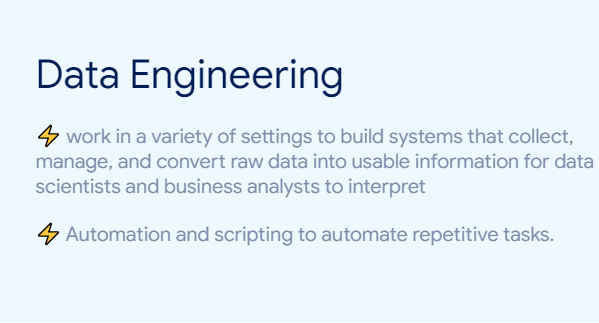 Data Engineering
⚡ work in a variety of settings to build systems that collect,
manage, and convert raw data into usable information for data
scientists and business analysts to interpret
⚡ Automation and scripting to automate repetitive tasks.